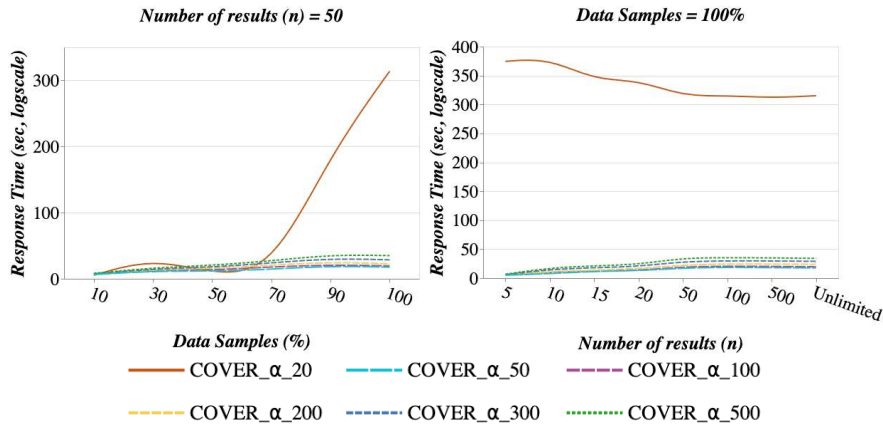 Number of results (n) = 50
Response Time (sec, logscale)
300
200
100
0
10
30
50
70
90
100
Data Samples (%)
Data Samples = 100%
Response Time (sec, logscale)
400
350
300
250
200
150
100
50
0
5
10
15
20
50
100
500
Unlimited
Number of results (n)
COVER_α_20
COVER_α_50
COVER_α_100
COVER_α_200
COVER_α_300
COVER_α_500